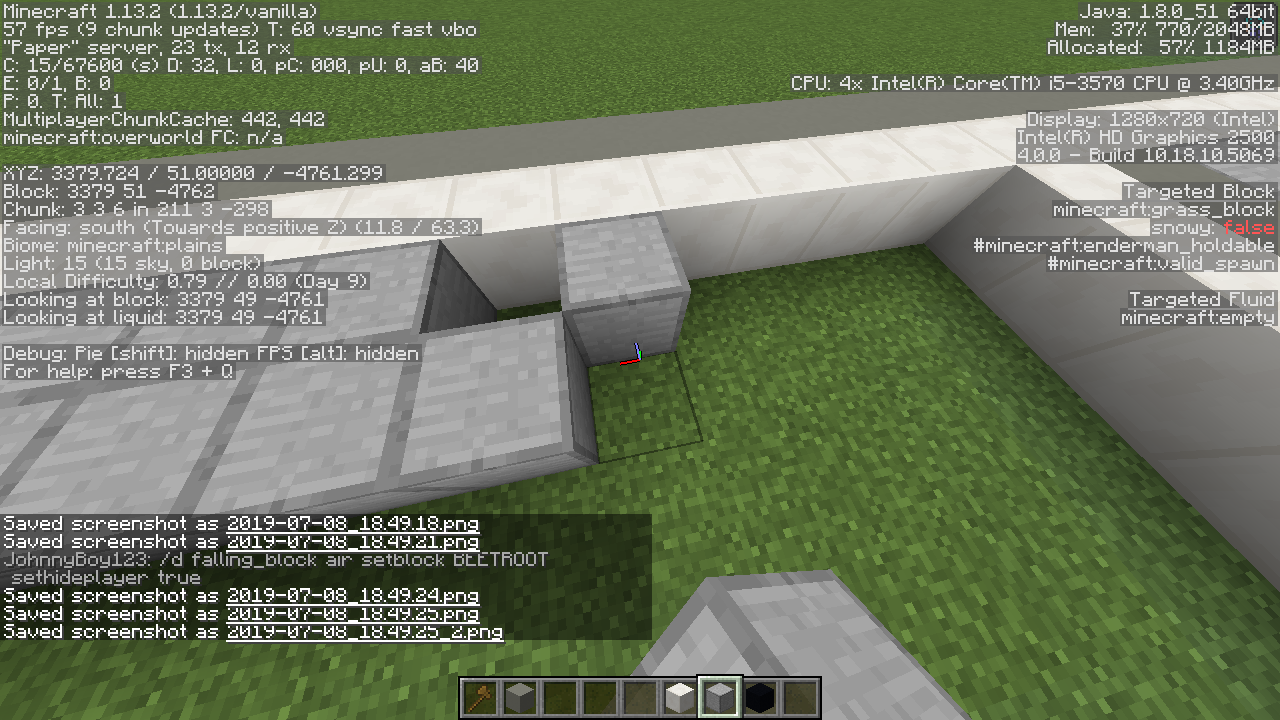 Minecraft 1.13.2 (1.13.2/vanilla)
57 fps (9 chunk updates) T: 60 vsync fast vbo
"Paper" server, 23 tx, 12 rx
C: 15/67600 (s) D: 32, L: 0, pC: 000, pU: 0, aB: 40
E: 0/1, B: 0
P: 0. T: All: 1
MultiplayerChunkCache: 442, 442
minecraft:overworld FC: n/a
XYZ: 3379.724 / 51.00000 / -4761.299
Block: 3379 51 -4762
Chunk: 3 3 6 in 211 3 -298
Facing: south (Towards positive Z) (11.8 / 63.3)
Biome: minecraft:plains
Light: 15 (15 sky, 0 block)
Local Difficulty: 0.79 // 0.00 (Day 9)
Looking at block: 3379 49 -4761
Looking at liquid: 3379 49 -4761
Debug: Pie [shift]: hidden FPS [alt]: hidden
For help: press F3 + Q
Java: 1.8.0_51 64bit
Mem: 37% 770/2048MB
Allocated: 57% 1184MB
CPU: 4x Intel(R) Core(TM) i5-3570 CPU @ 3.40GHz
Display: 1280x720 (Intel)
Intel(R) HD Graphics 2500
4.0.0 - Build 10.18.10.5069
Targeted Block
minecraft:grass_block
snowy: false
#minecraft:enderman_holdable
#minecraft:valid_spawn
Targeted Fluid
minecraft:empty
Saved screenshot as 2019-07-08_18.49.18.png
Saved screenshot as 2019-07-08_18.49.21.png
JohnnyBoy123: /d falling_block air setblock BEETROOT
sethideplayer true
Saved screenshot as 2019-07-08_18.49.24.png
Saved screenshot as 2019-07-08_18.49.25.png
Saved screenshot as 2019-07-08_18.49.25_2.png